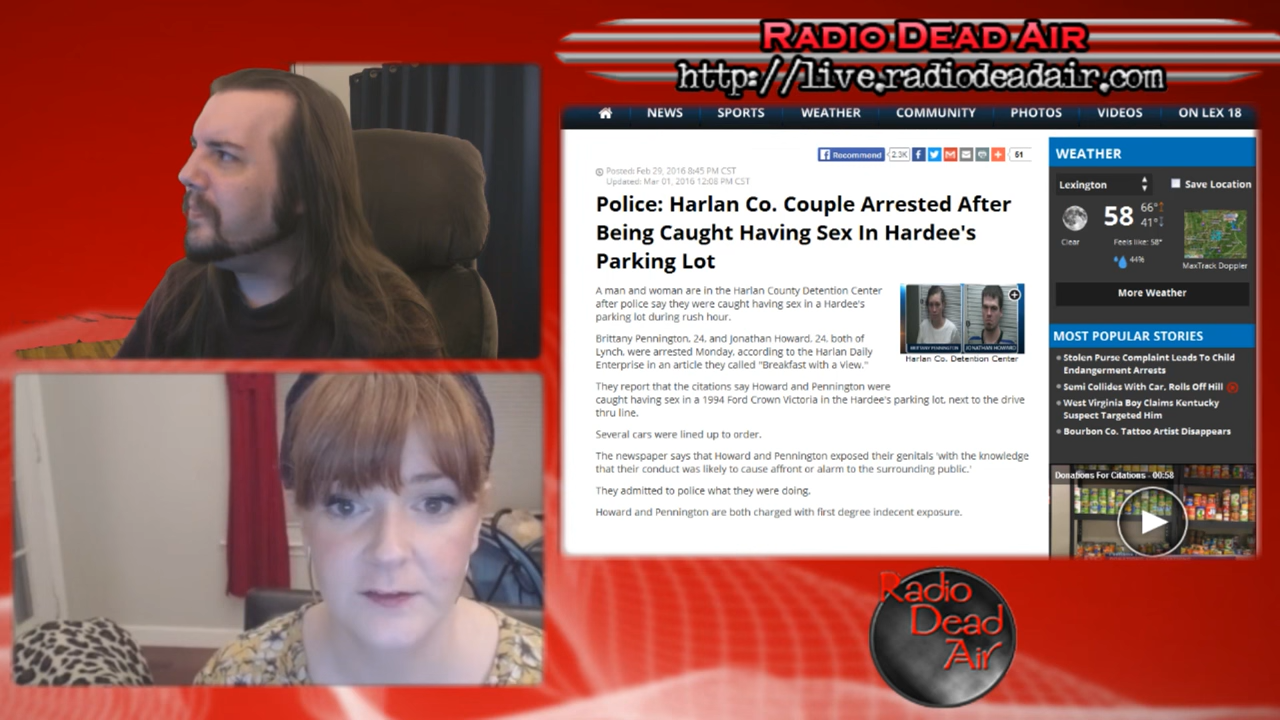 RADIO DEAD AIR
http://live.radiodeadair.com
NEWS SPORTS WEATHER COMMUNITY PHOTOS VIDEOS ON LEX 18
Recommend 2.3K 51
Posted: Feb 29, 2016 8:45 PM CST
Updated: Mar 01, 2016 12:08 PM CST
Police: Harlan Co. Couple Arrested After
Being Caught Having Sex In Hardee's
Parking Lot
A man and woman are in the Harlan County Detention Center
after police say they were caught having sex in a Hardee's
parking lot during rush hour.
Brittany Pennington, 24, and Jonathan Howard, 24, both of
Lynch, were arrested Monday, according to the Harlan Daily
Enterprise in an article they called "Breakfast with a View."
They report that the citations say Howard and Pennington were
caught having sex in a 1994 Ford Crown Victoria in the Hardee's parking lot, next to the drive
thru line.
Several cars were lined up to order.
The newspaper says that Howard and Pennington exposed their genitals 'with the knowledge
that their conduct was likely to cause affront or alarm to the surrounding public.'
They admitted to police what they were doing.
Howard and Pennington are both charged with first degree indecent exposure.
BRITTANY PENNINGTON JONATHAN HOWARD
Harlan Co. Detention Center
WEATHER
Lexington Save Location
58 66° 41°
Clear Feels like: 58°
44%
MaxTrack Doppler
More Weather
MOST POPULAR STORIES
Stolen Purse Complaint Leads To Child
Endangerment Arrests
Semi Collides With Car, Rolls Off Hill
West Virginia Boy Claims Kentucky
Suspect Targeted Him
Bourbon Co. Tattoo Artist Disappears
Donations For Citations - 00:58
Radio
Dead
Air